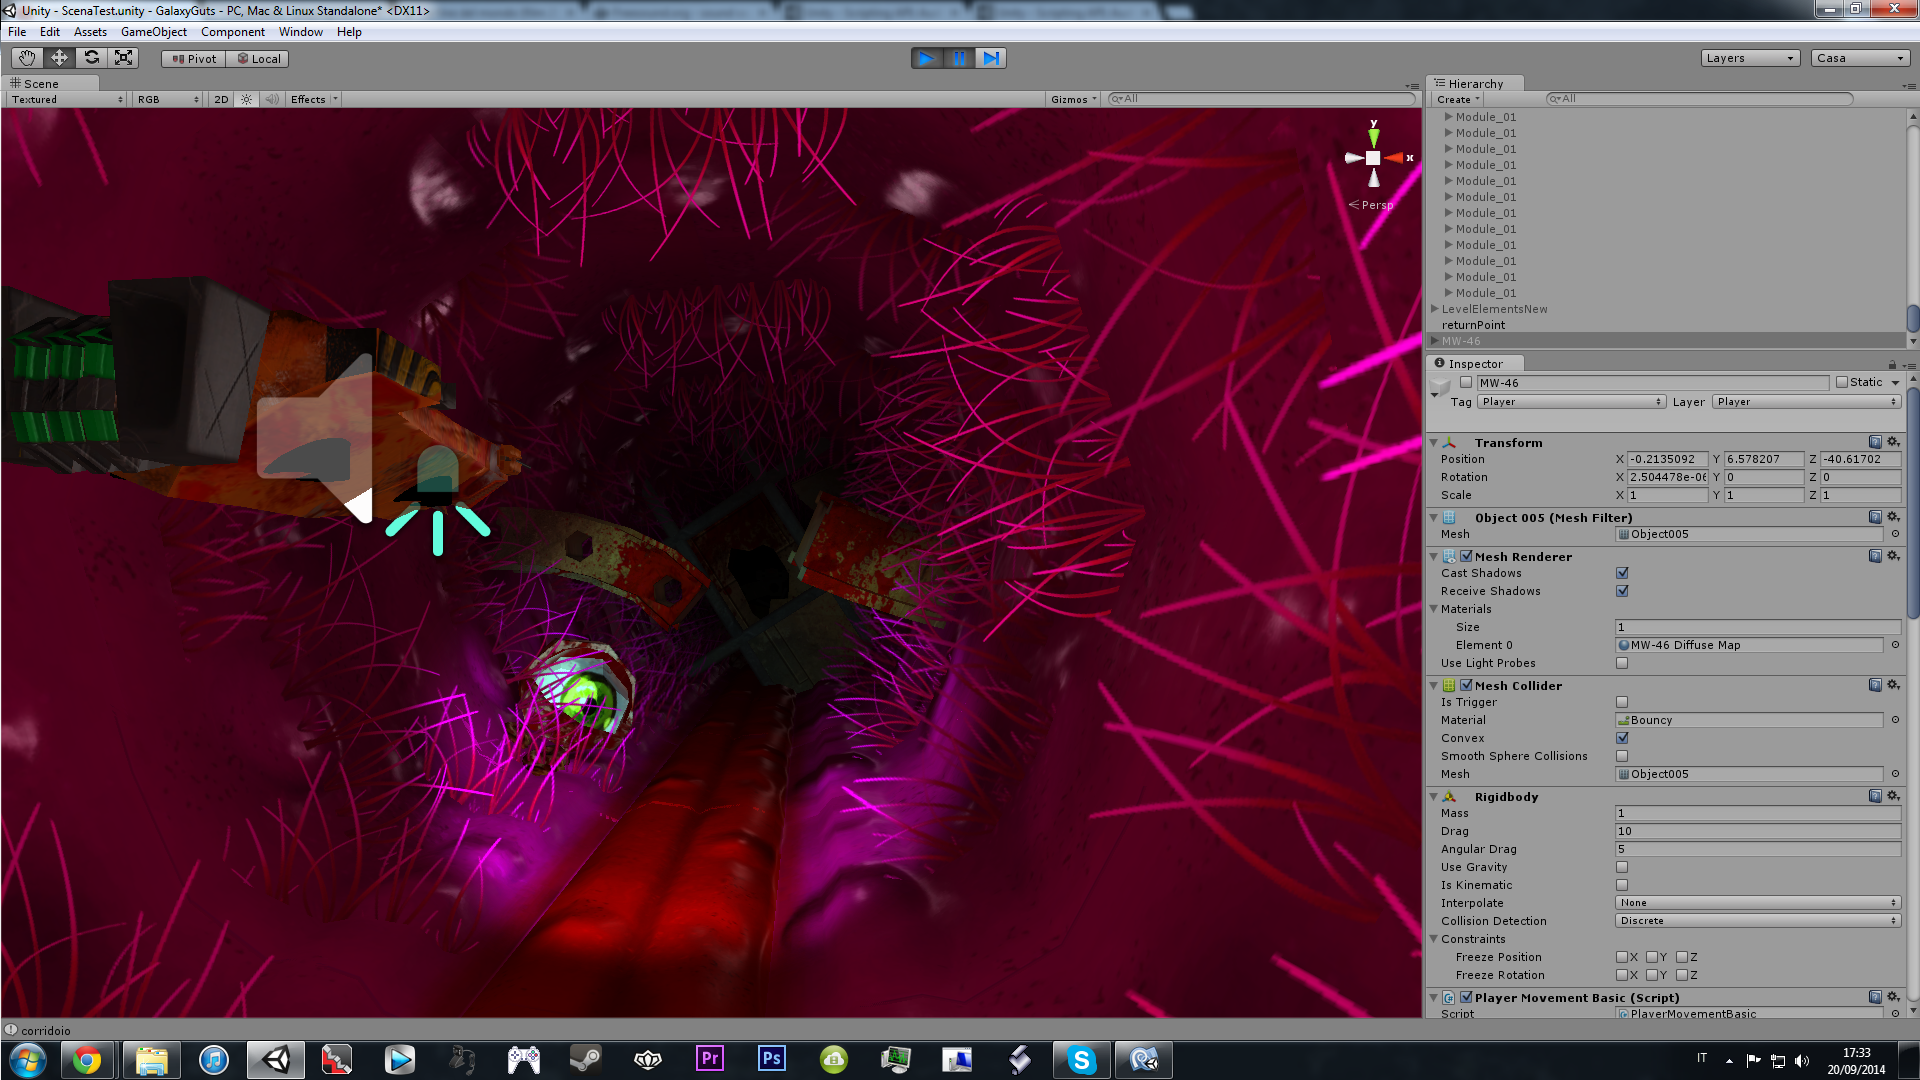 Unity - ScenaTest.unity - GalaxyGuts - PC, Mac & Linux Standalone* <DX11>
File Edit Assets GameObject Component Window Help
Pivot Local Layers Casa
Scene
Textured RGB 2D Effects Gizmos All
Hierarchy
Create All
Module_01
Module_01
Module_01
Module_01
Module_01
Module_01
Module_01
Module_01
Module_01
Module_01
Module_01
Module_01
LevelElementsNew
returnPoint
MW-46
y
x
Persp
Inspector
MW-46 Static
Tag Player Layer Player
Transform
Position X -0.2135092 Y 6.578207 Z -40.61702
Rotation X 2.504478e-06 Y 0 Z 0
Scale X 1 Y 1 Z 1
Object 005 (Mesh Filter)
Mesh Object005
Mesh Renderer
Cast Shadows
Receive Shadows
Materials
Size 1
Element 0 MW-46 Diffuse Map
Use Light Probes
Mesh Collider
Is Trigger
Material Bouncy
Convex
Smooth Sphere Collisions
Mesh Object005
Rigidbody
Mass 1
Drag 10
Angular Drag 5
Use Gravity
Is Kinematic
Interpolate None
Collision Detection Discrete
Constraints
Freeze Position X Y Z
Freeze Rotation X Y Z
Player Movement Basic (Script)
Script PlayerMovementBasic
corridoio
Pr Ps S
IT 17:33
20/09/2014